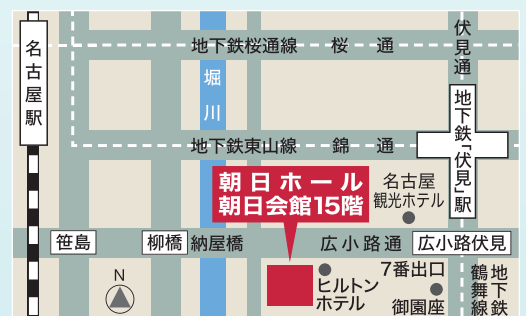 名古屋駅
地下鉄桜通線 桜通
伏見通
堀川
地下鉄東山線 錦通
地下鉄「伏見」駅
朝日ホール
朝日会館15階
名古屋
観光ホテル
笹島
柳橋
納屋橋
広小路通
広小路伏見
N
ヒルトン
ホテル
7番出口
御園座
地下鉄
鶴舞線